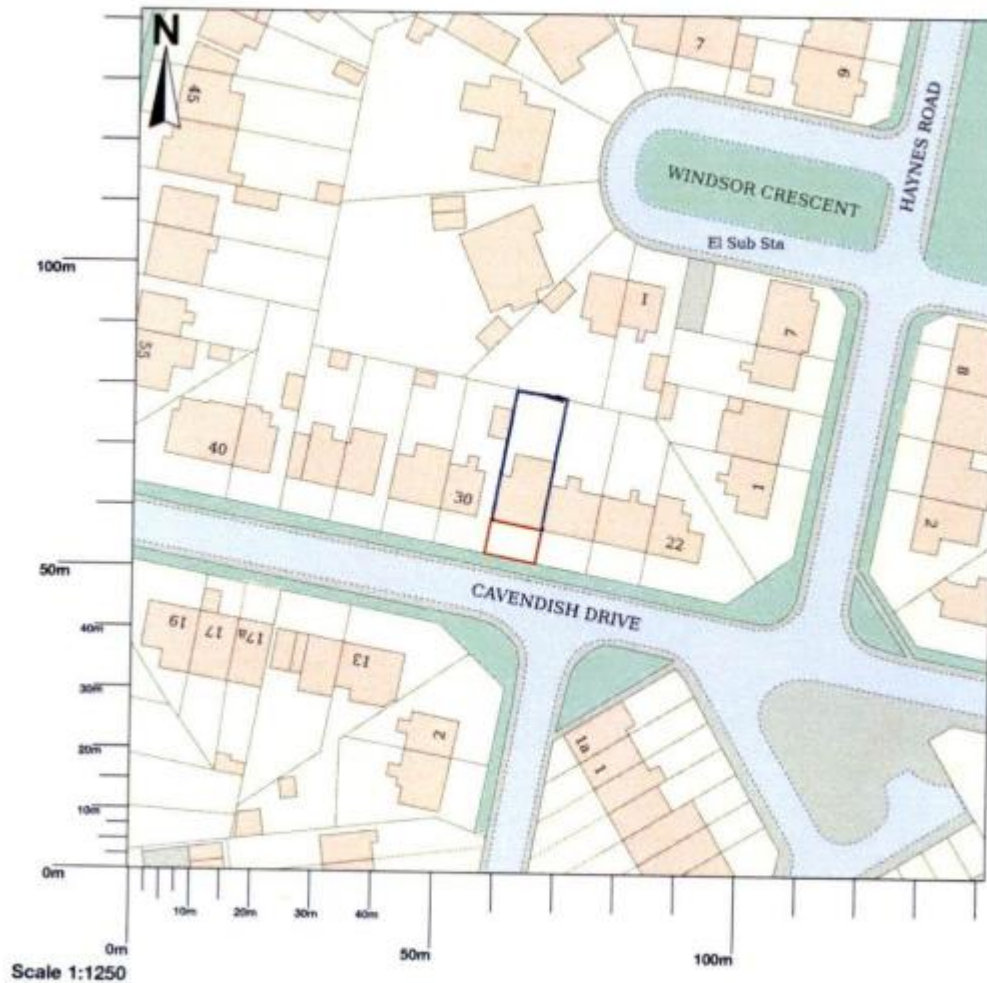 N
7
6
45
HAYNES ROAD
WINDSOR CRESCENT
El Sub Sta
100m
1
7
55
8
40
30
1
2
22
50m
CAVENDISH DRIVE
40m
19
17
17a
13
30m
2
1a
1
20m
10m
0m
10m
20m
30m
40m
0m
50m
100m
Scale 1:1250